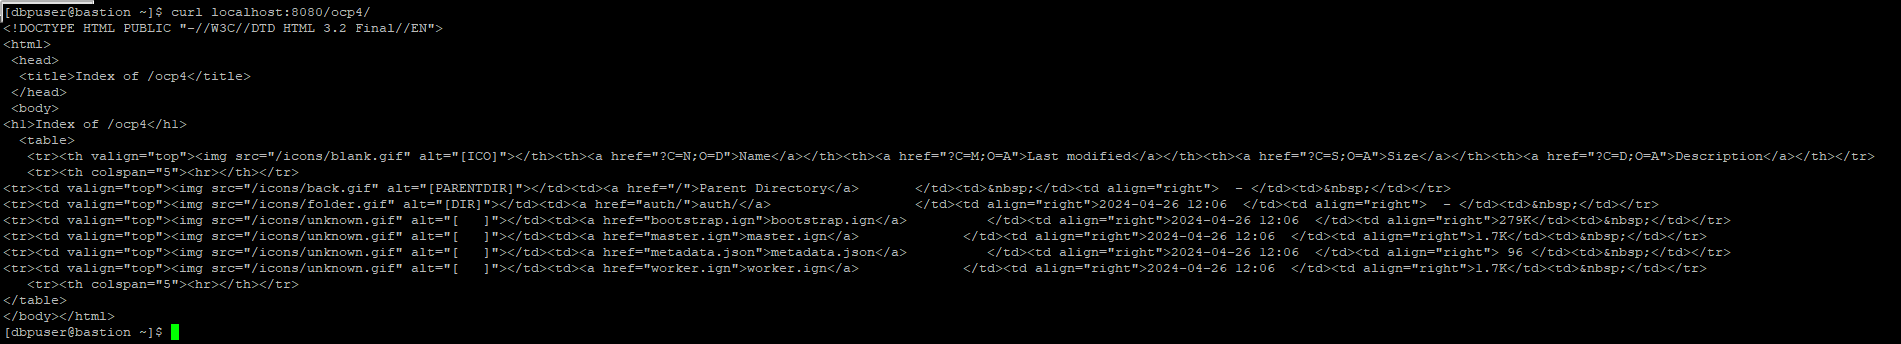 [dbpuser@bastion ~]$ curl localhost:8080/ocp4/
<!DOCTYPE HTML PUBLIC "-//W3C//DTD HTML 3.2 Final//EN">
<html>
 <head>
  <title>Index of /ocp4</title>
 </head>
 <body>
<h1>Index of /ocp4</h1>
  <table>
   <tr><th valign="top"><img src="/icons/blank.gif" alt="[ICO]"></th><th><a href="?C=N;O=D">Name</a></th><th><a href="?C=M;O=A">Last modified</a></th><th><a href="?C=S;O=A">Size</a></th><th><a href="?C=D;O=A">Description</a></th></tr>
   <tr><th colspan="5"><hr></th></tr>
<tr><td valign="top"><img src="/icons/back.gif" alt="[PARENTDIR]"></td><td><a href="/">Parent Directory</a>       </td><td>&nbsp;</td><td align="right">  - </td><td>&nbsp;</td></tr>
<tr><td valign="top"><img src="/icons/folder.gif" alt="[DIR]"></td><td><a href="auth/">auth/</a>                  </td><td align="right">2024-04-26 12:06  </td><td align="right">  - </td><td>&nbsp;</td></tr>
<tr><td valign="top"><img src="/icons/unknown.gif" alt="[   ]"></td><td><a href="bootstrap.ign">bootstrap.ign</a>          </td><td align="right">2024-04-26 12:06  </td><td align="right">279K</td><td>&nbsp;</td></tr>
<tr><td valign="top"><img src="/icons/unknown.gif" alt="[   ]"></td><td><a href="master.ign">master.ign</a>             </td><td align="right">2024-04-26 12:06  </td><td align="right">1.7K</td><td>&nbsp;</td></tr>
<tr><td valign="top"><img src="/icons/unknown.gif" alt="[   ]"></td><td><a href="metadata.json">metadata.json</a>          </td><td align="right">2024-04-26 12:06  </td><td align="right"> 96 </td><td>&nbsp;</td></tr>
<tr><td valign="top"><img src="/icons/unknown.gif" alt="[   ]"></td><td><a href="worker.ign">worker.ign</a>             </td><td align="right">2024-04-26 12:06  </td><td align="right">1.7K</td><td>&nbsp;</td></tr>
   <tr><th colspan="5"><hr></th></tr>
</table>
</body></html>
[dbpuser@bastion ~]$